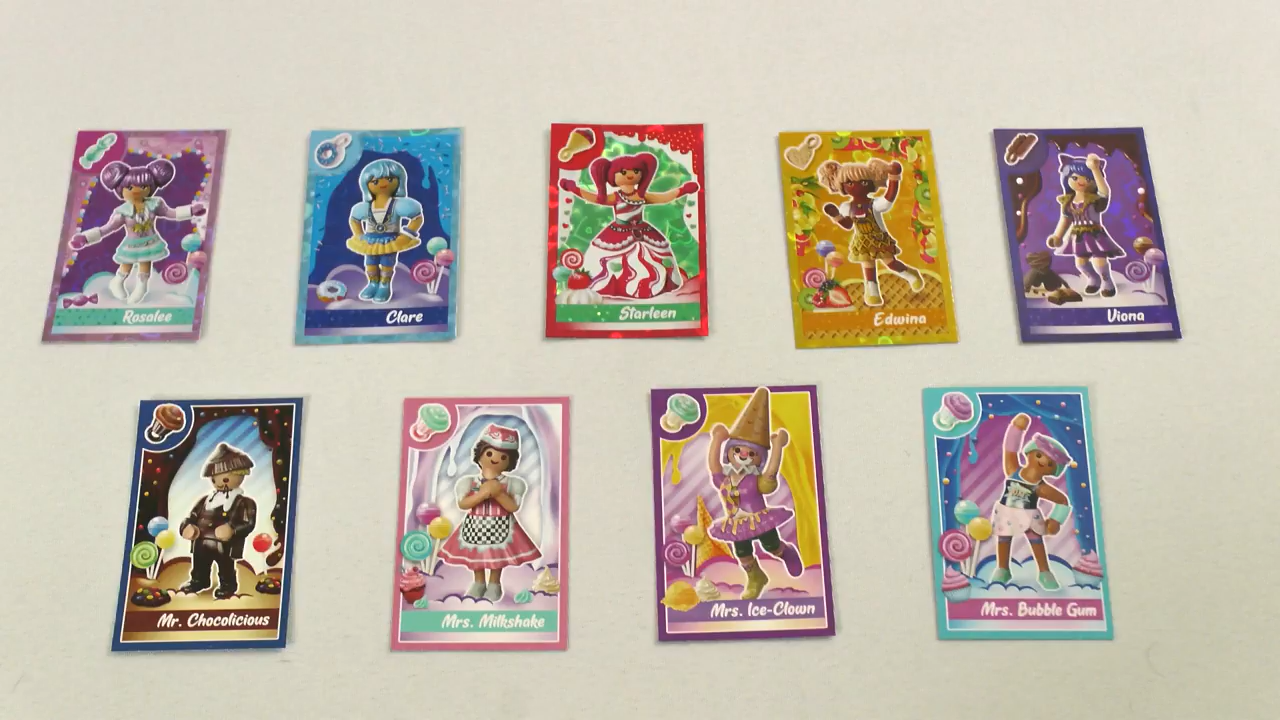 Rosalee
Clare
Starleen
Edwina
Viona
Mr. Chocolicious
Mrs. Milkshake
Mrs. Ice-Clown
Mrs. Bubble Gum